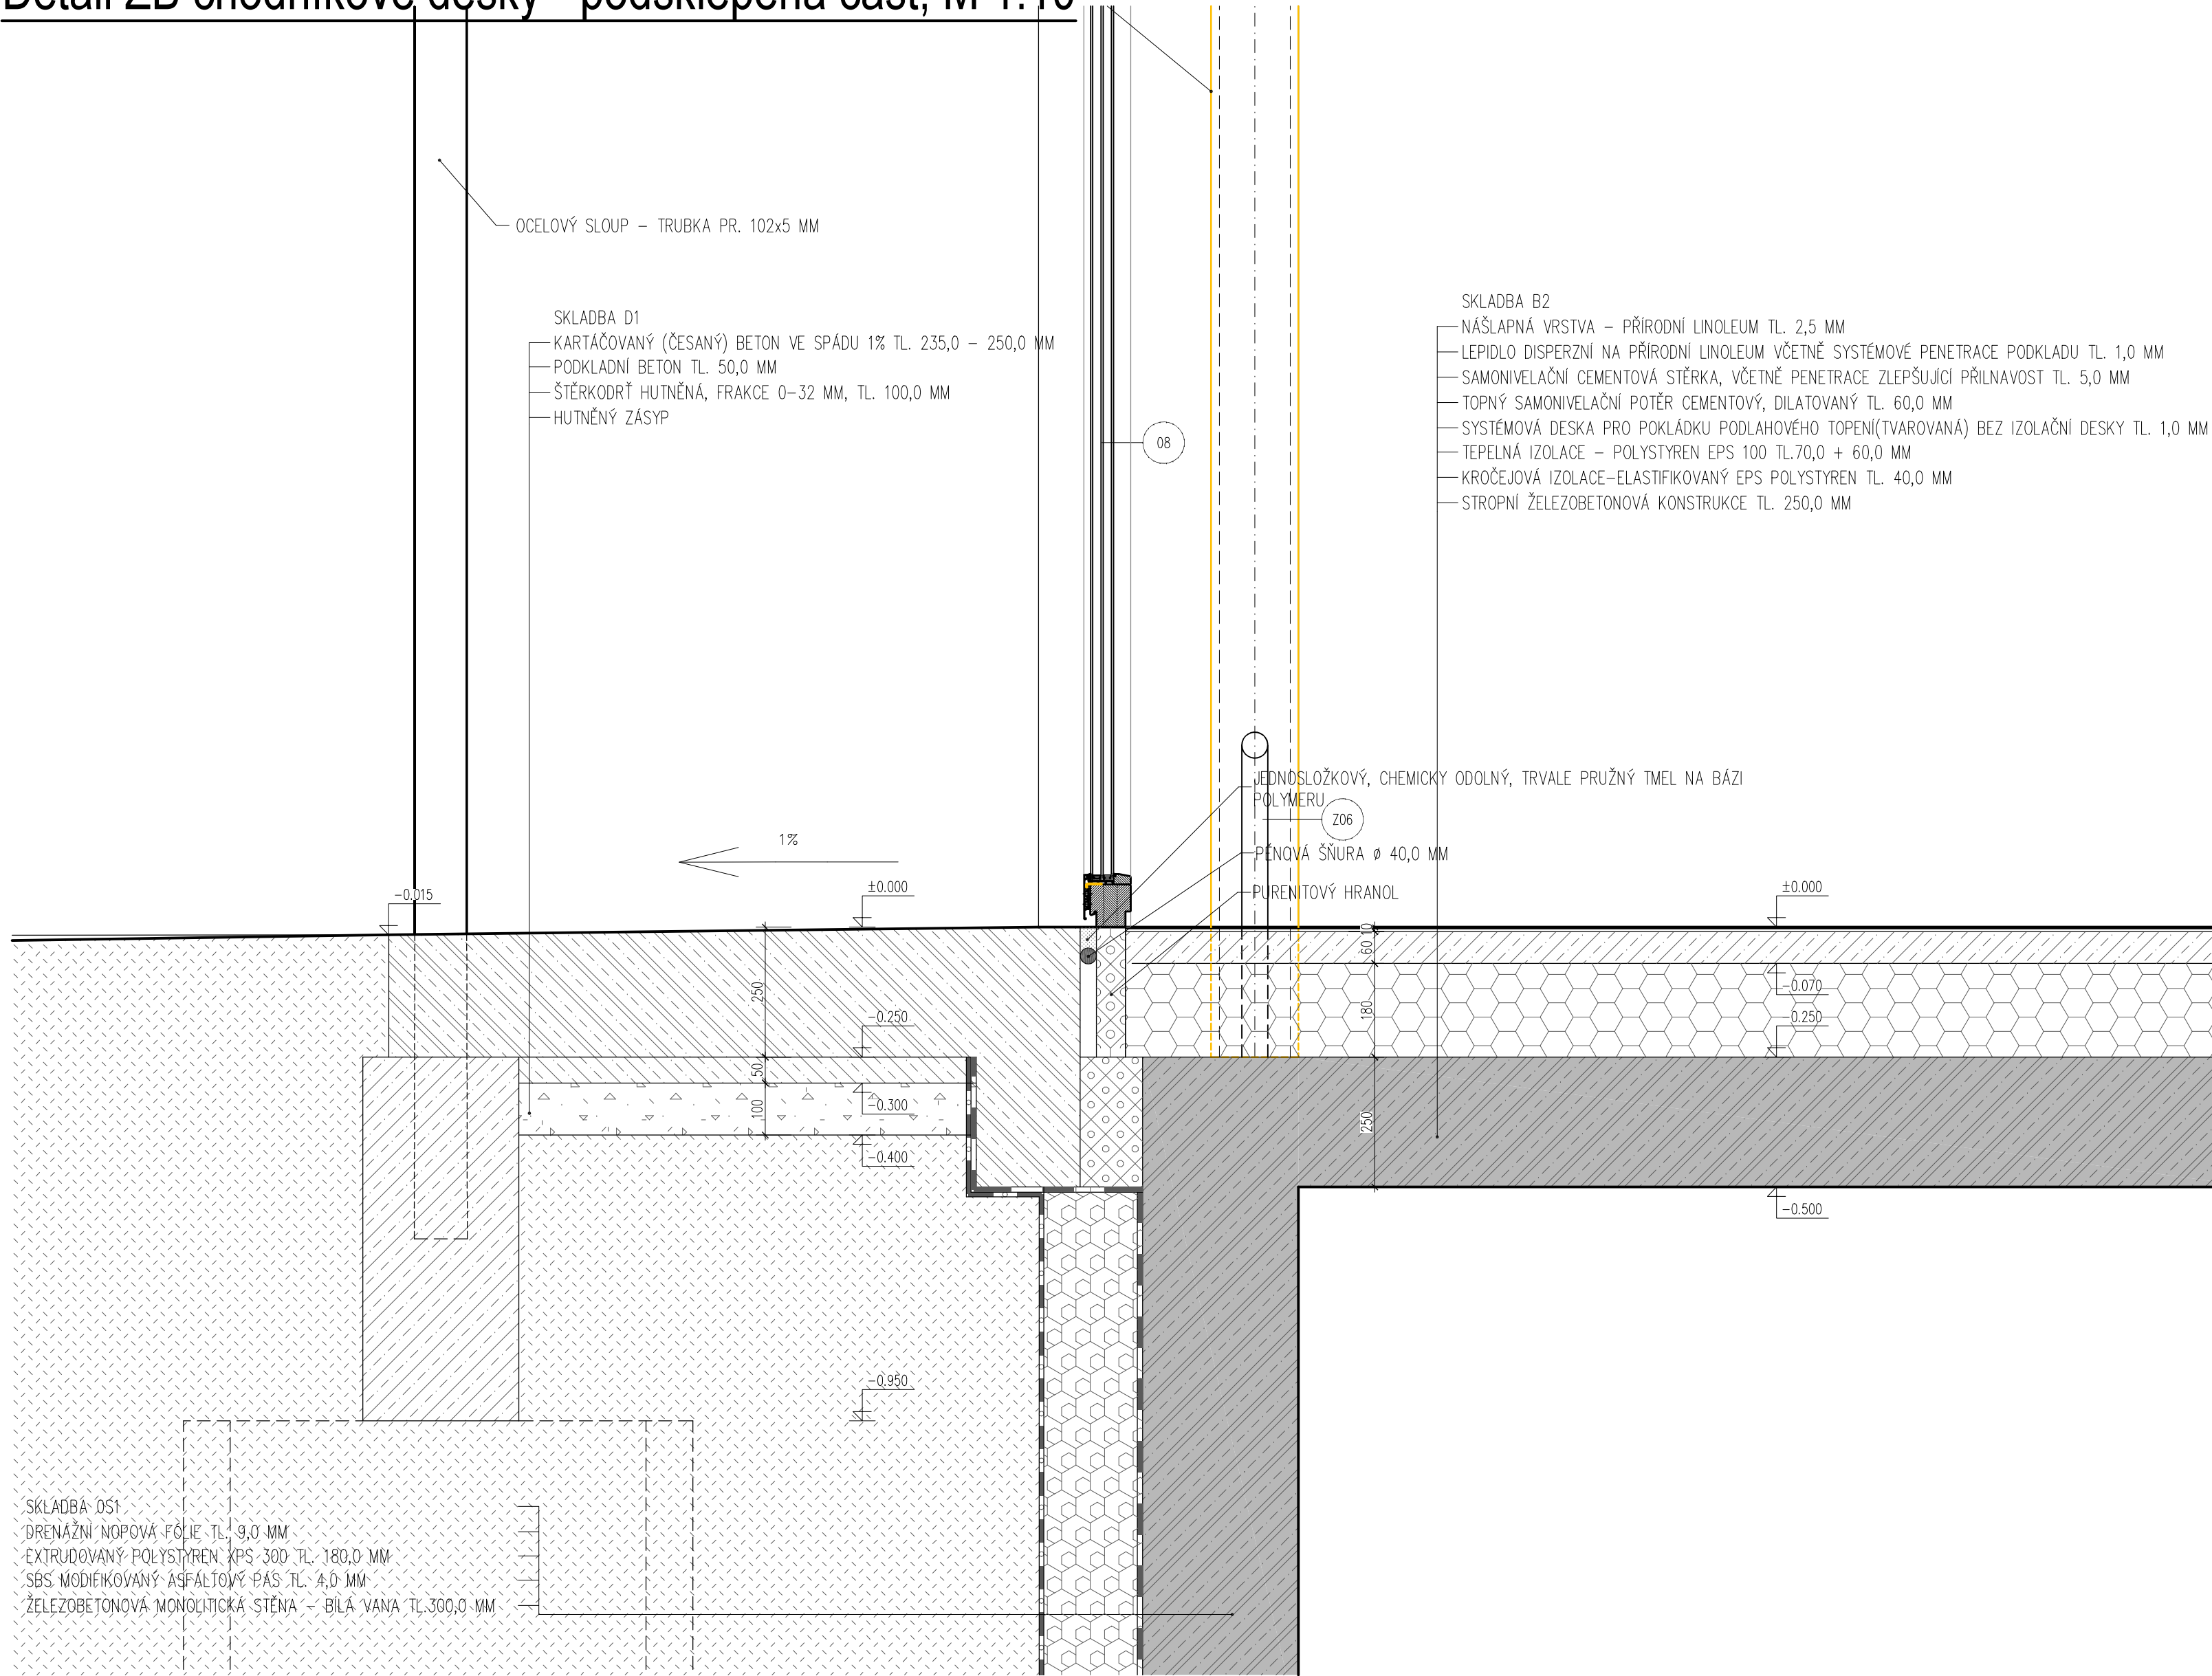 Detail ŽB chodníkové desky - podsklepená část, M 1:10
OCELOVÝ SLOUP – TRUBKA PR. 102x5 MM
SKLADBA D1
KARTÁČOVANÝ (ČESANÝ) BETON VE SPÁDU 1% TL. 235,0 – 250,0 MM
PODKLADNÍ BETON TL. 50,0 MM
ŠTĚRKODRŤ HUTNĚNÁ, FRAKCE 0–32 MM, TL. 100,0 MM
HUTNĚNÝ ZÁSYP
08
SKLADBA B2
NÁŠLAPNÁ VRSTVA – PŘÍRODNÍ LINOLEUM TL. 2,5 MM
LEPIDLO DISPERZNÍ NA PŘÍRODNÍ LINOLEUM VČETNĚ SYSTÉMOVÉ PENETRACE PODKLADU TL. 1,0 MM
SAMONIVELAČNÍ CEMENTOVÁ STĚRKA, VČETNĚ PENETRACE ZLEPŠUJÍCÍ PŘILNAVOST TL. 5,0 MM
TOPNÝ SAMONIVELAČNÍ POTĚR CEMENTOVÝ, DILATOVANÝ TL. 60,0 MM
SYSTÉMOVÁ DESKA PRO POKLÁDKU PODLAHOVÉHO TOPENÍ(TVAROVANÁ) BEZ IZOLAČNÍ DESKY TL. 1,0 MM
TEPELNÁ IZOLACE – POLYSTYREN EPS 100 TL.70,0 + 60,0 MM
KROČEJOVÁ IZOLACE–ELASTIFIKOVANÝ EPS POLYSTYREN TL. 40,0 MM
STROPNÍ ŽELEZOBETONOVÁ KONSTRUKCE TL. 250,0 MM
JEDNOSLOŽKOVÝ, CHEMICKY ODOLNÝ, TRVALE PRUŽNÝ TMEL NA BÁZI
POLYMERU
Z06
PĚNOVÁ ŠŇURA ø 40,0 MM
PURENITOVÝ HRANOL
1%
-0.015
±0.000
±0.000
10
60
180
250
250
50
100
-0.250
-0.300
-0.400
-0.950
-0.070
-0.250
-0.500
SKLADBA OS1
DRENÁŽNÍ NOPOVÁ FÓLIE TL. 9,0 MM
EXTRUDOVANÝ POLYSTYREN XPS 300 TL. 180,0 MM
SBS MODIFIKOVANÝ ASFALTOVÝ PÁS TL. 4,0 MM
ŽELEZOBETONOVÁ MONOLITICKÁ STĚNA – BÍLÁ VANA TL.300,0 MM